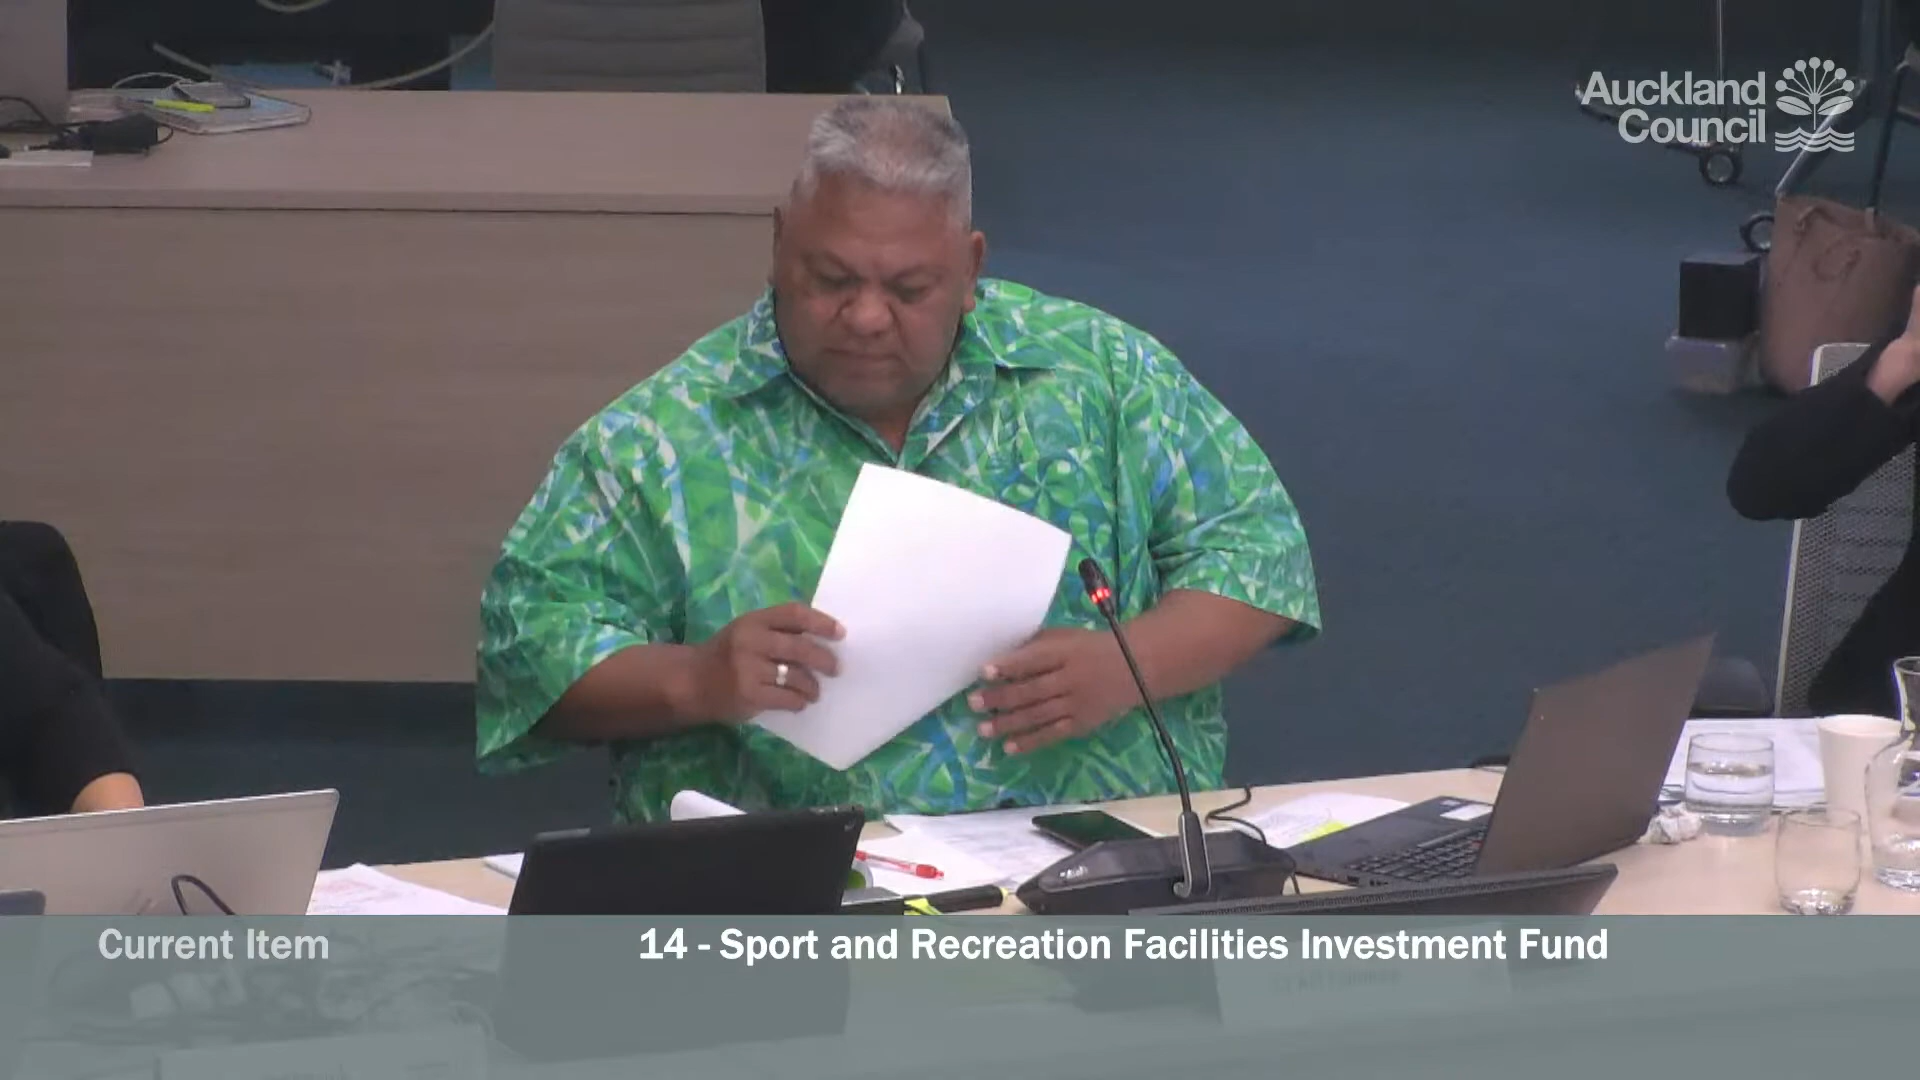 Auckland
Council
Current Item
14 - Sport and Recreation Facilities Investment Fund